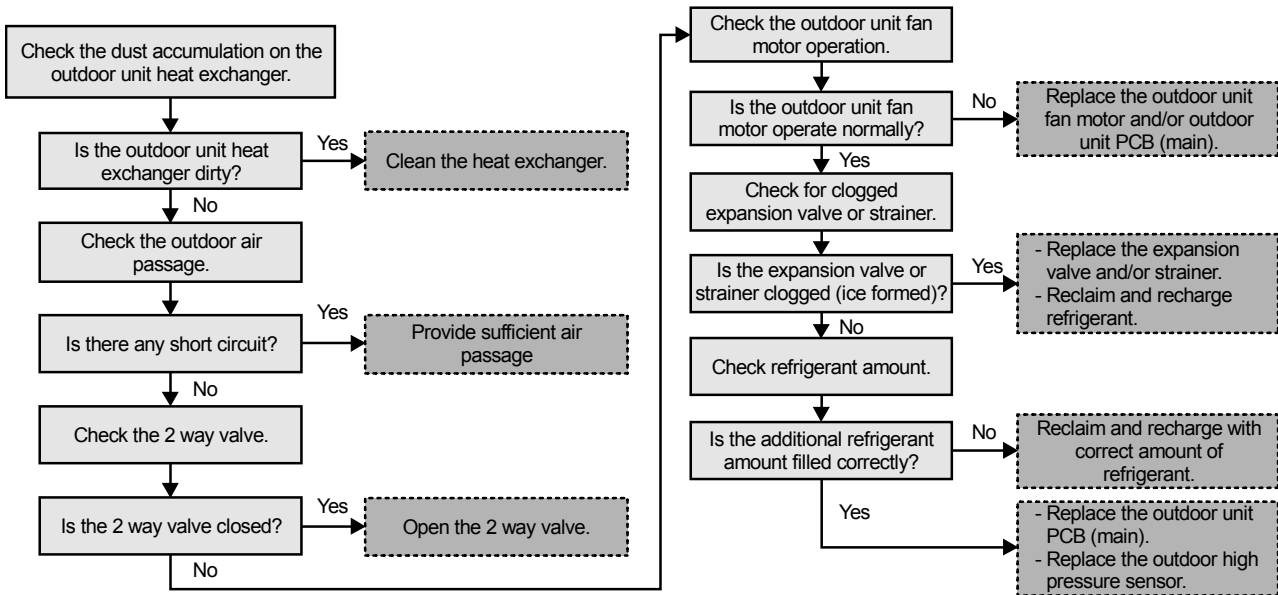 Check the dust accumulation on the
outdoor unit heat exchanger.
Is the outdoor unit heat
exchanger dirty?
Yes
Clean the heat exchanger.
No
Check the outdoor air
passage.
Is there any short circuit?
Yes
Provide sufficient air
passage
No
Check the 2 way valve.
Is the 2 way valve closed?
Yes
Open the 2 way valve.
No
Check the outdoor unit fan
motor operation.
Is the outdoor unit fan
motor operate normally?
No
Replace the outdoor unit
fan motor and/or outdoor
unit PCB (main).
Yes
Check for clogged
expansion valve or strainer.
Is the expansion valve or
strainer clogged (ice formed)?
Yes
- Replace the expansion
valve and/or strainer.
- Reclaim and recharge
refrigerant.
No
Check refrigerant amount.
Is the additional refrigerant
amount filled correctly?
No
Reclaim and recharge with
correct amount of
refrigerant.
Yes
- Replace the outdoor unit
PCB (main).
- Replace the outdoor high
pressure sensor.